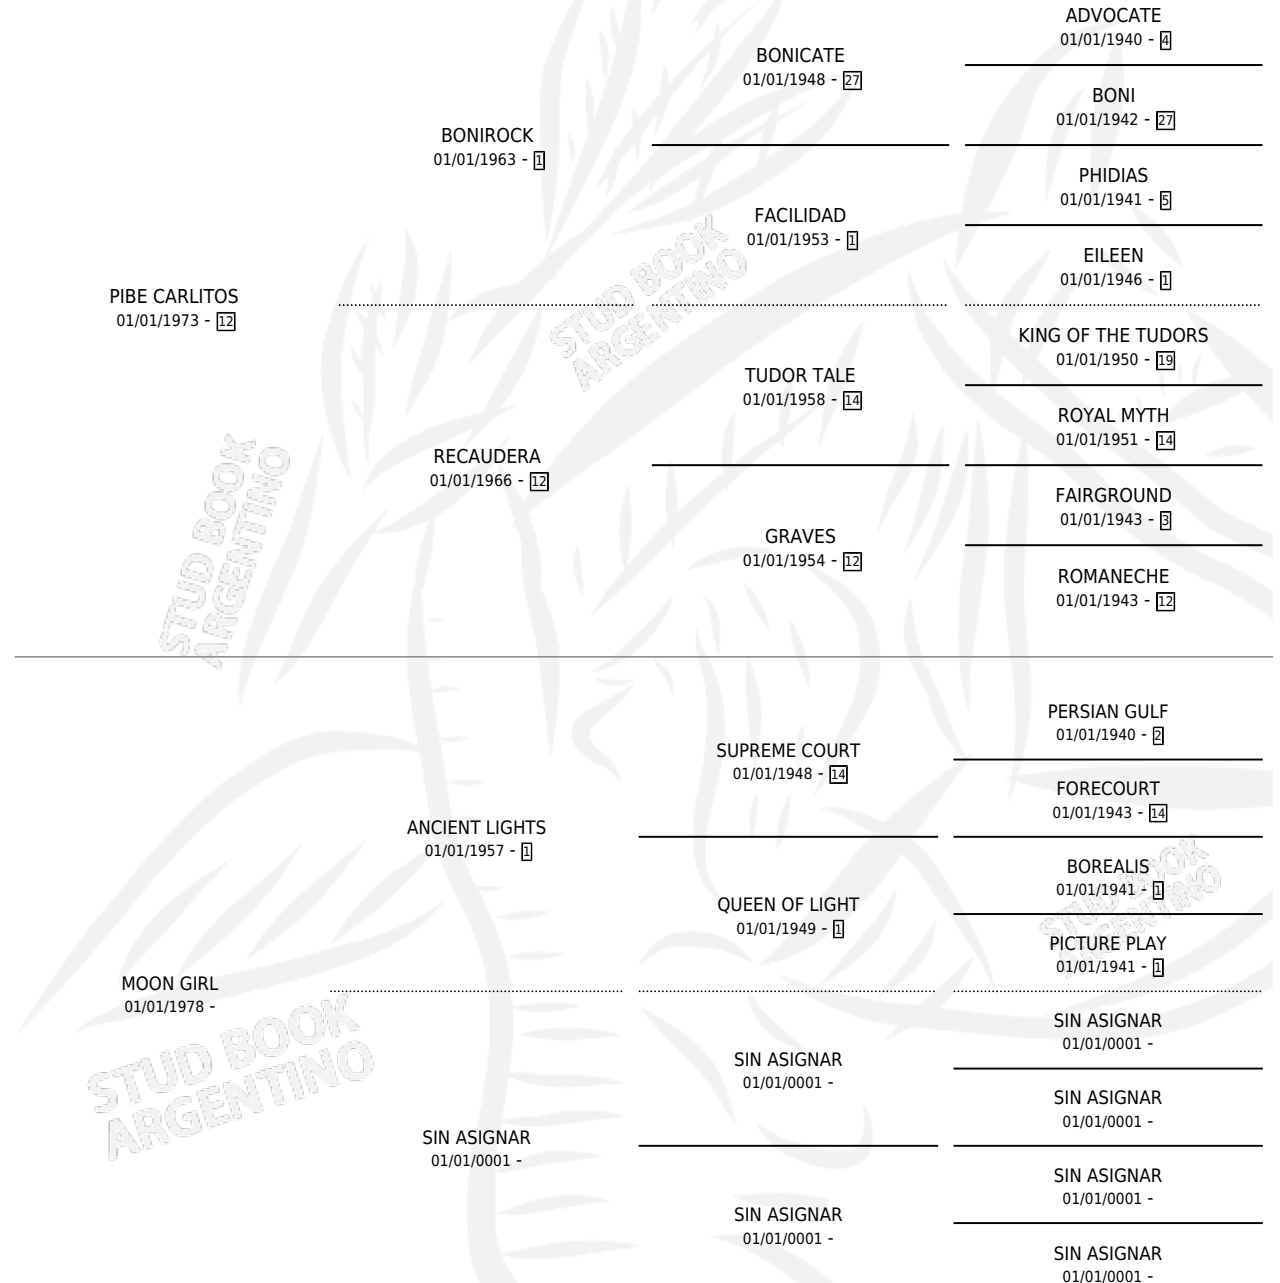 ADVOCATE
01/01/1940 - 4
BONICATE
01/01/1948 - 27
BONI
01/01/1942 - 27
BONIROCK
01/01/1963 - 1
PHIDIAS
01/01/1941 - 5
FACILIDAD
01/01/1953 - 1
EILEEN
01/01/1946 - 1
PIBE CARLITOS
01/01/1973 - 12
STUD BOOK
ARGENTINO
KING OF THE TUDORS
01/01/1950 - 19
TUDOR TALE
01/01/1958 - 14
ROYAL MYTH
01/01/1951 - 14
RECAUDERA
01/01/1966 - 12
FAIRGROUND
01/01/1943 - 3
GRAVES
01/01/1954 - 12
ROMANECHE
01/01/1943 - 12
STUD BOOK
ARGENTINO
PERSIAN GULF
01/01/1940 - 2
SUPREME COURT
01/01/1948 - 14
FORECOURT
01/01/1943 - 14
ANCIENT LIGHTS
01/01/1957 - 1
BOREALIS
01/01/1941 - 1
QUEEN OF LIGHT
01/01/1949 - 1
PICTURE PLAY
01/01/1941 - 1
STUD BOOK
ARGENTINO
MOON GIRL
01/01/1978 -
SIN ASIGNAR
01/01/0001 -
SIN ASIGNAR
01/01/0001 -
SIN ASIGNAR
01/01/0001 -
STUD BOOK
ARGENTINO
SIN ASIGNAR
01/01/0001 -
SIN ASIGNAR
01/01/0001 -
SIN ASIGNAR
01/01/0001 -
SIN ASIGNAR
01/01/0001 -